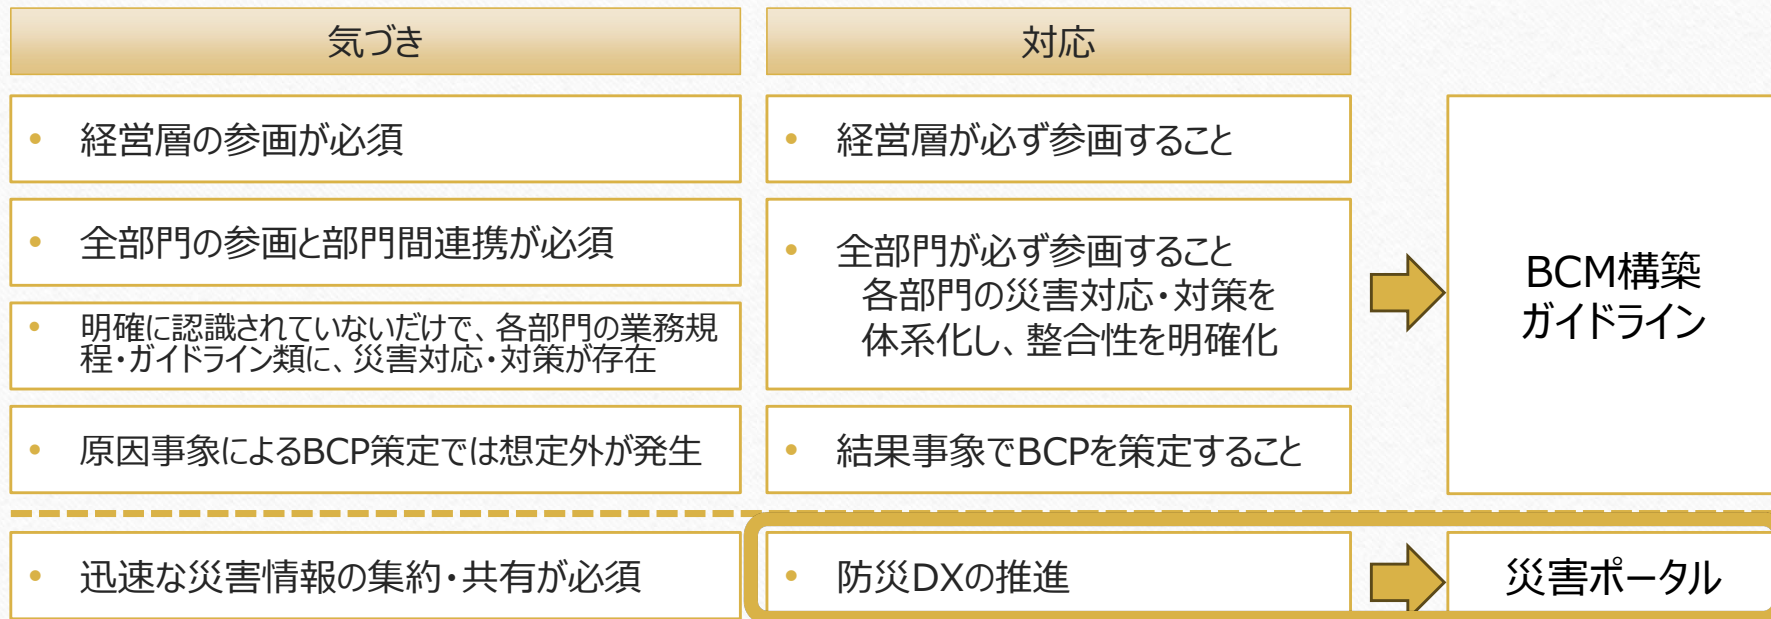 気づき
対応
• 経営層の参画が必須
• 経営層が必ず参画すること
• 全部門の参画と部門間連携が必須
• 全部門が必ず参画すること
各部門の災害対応・対策を
体系化し、整合性を明確化
• 明確に認識されていないだけで、各部門の業務規
程・ガイドライン類に、災害対応・対策が存在
• 原因事象によるBCP策定では想定外が発生
• 結果事象でBCPを策定すること
BCM構築
ガイドライン
• 迅速な災害情報の集約・共有が必須
• 防災DXの推進
災害ポータル